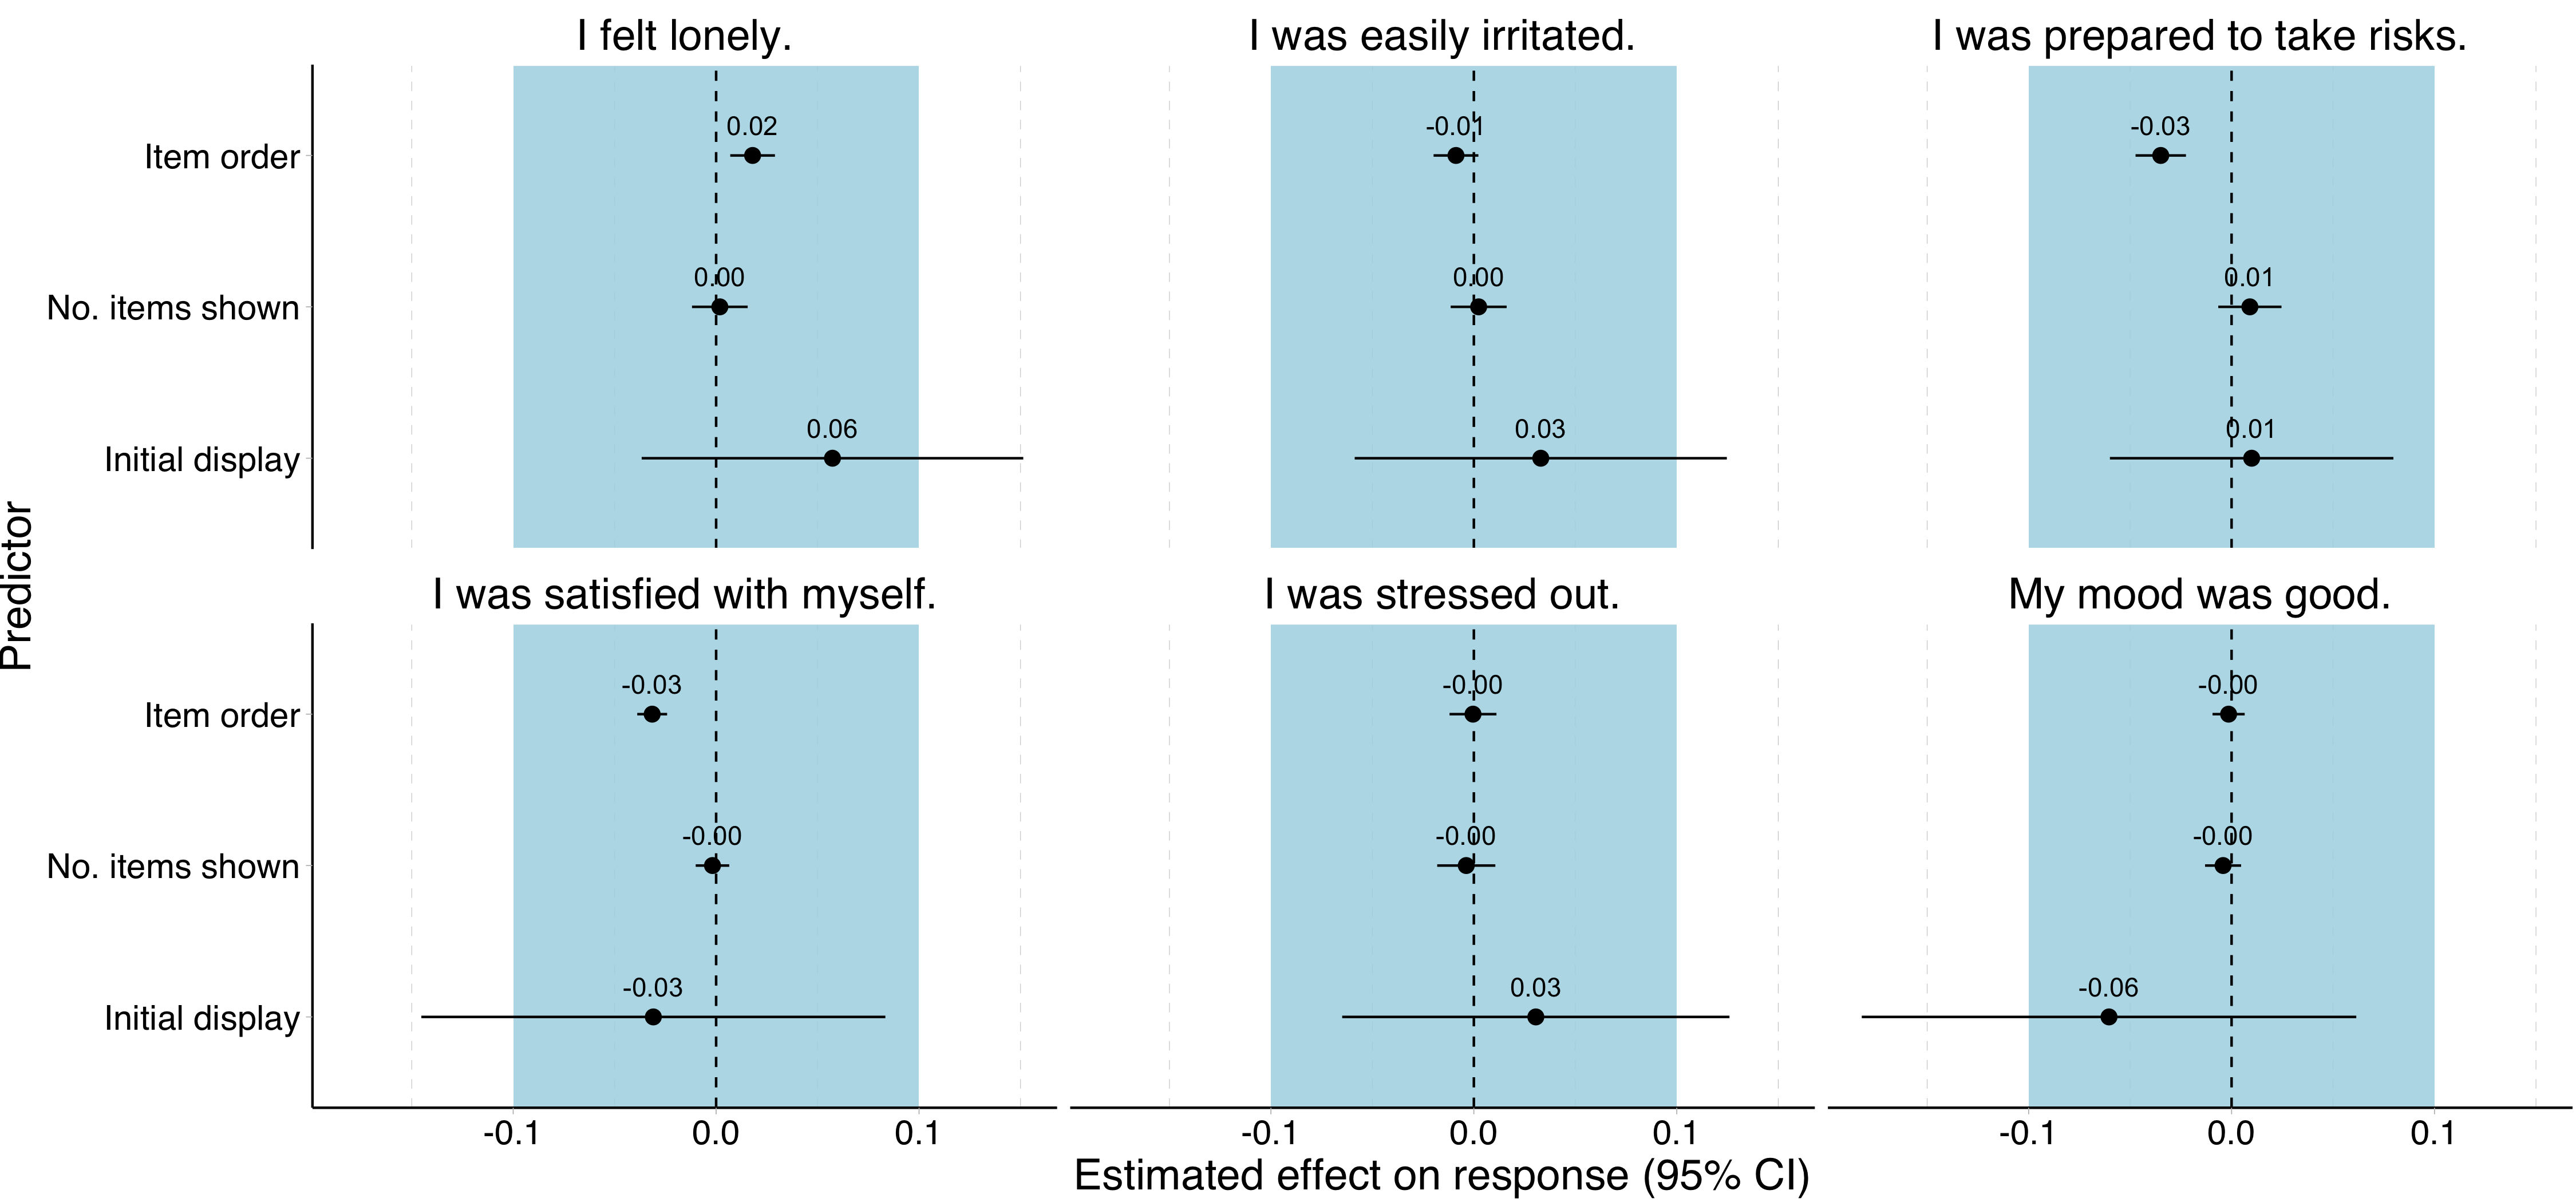 I felt lonely.
I was easily irritated.
I was prepared to take risks.
Item order
0.02
-0.01
-0.03
No. items shown
0.00
0.00
0.01
Initial display
0.06
0.03
0.01
Predictor
I was satisfied with myself.
I was stressed out.
My mood was good.
Item order
-0.03
-0.00
-0.00
No. items shown
-0.00
-0.00
-0.00
Initial display
-0.03
0.03
-0.06
-0.1 0.0 0.1
-0.1 0.0 0.1
-0.1 0.0 0.1
Estimated effect on response (95% CI)